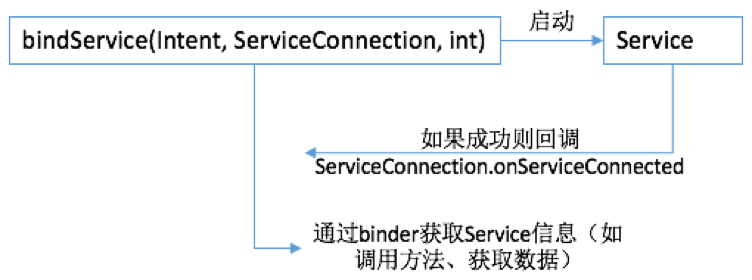 启动
bindService(Intent, ServiceConnection, int)
Service
如果成功则回调
ServiceConnection.onServiceConnected
通过binder获取Service信息（如
调用方法、获取数据）